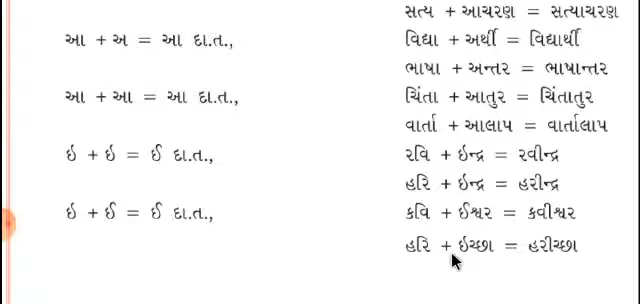 સત્ય + આચરણ = સત્યાચરણ
આ + અ = આ દા.ત., વિદ્યા + અર્થી = વિદ્યાર્થી
ભાષા + અન્તર = ભાષાન્તર
આ + આ = આ દા.ત., ચિંતા + આતુર = ચિંતાતુર
વાર્તા + આલાપ = વાર્તાલાપ
ઇ + ઇ = ઈ દા.ત., રવિ + ઇન્દ્ર = રવીન્દ્ર
હરિ + ઇન્દ્ર = હરીન્દ્ર
ઇ + ઈ = ઈ દા.ત., કવિ + ઈશ્વર = કવીશ્વર
હરિ + ઇચ્છા = હરીચ્છા